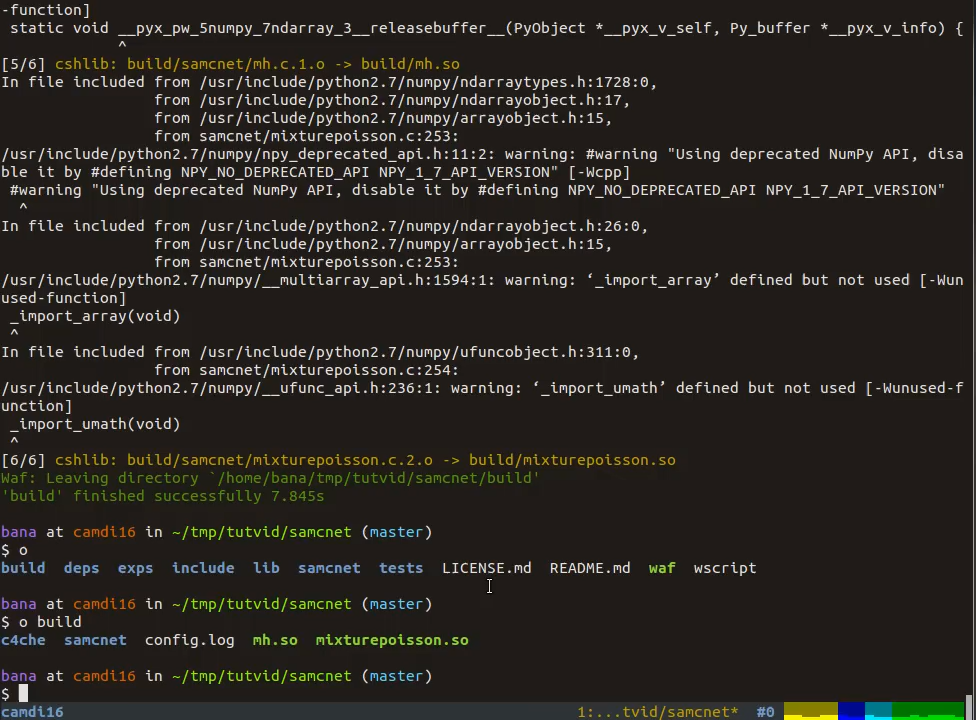 -function]
 static void __pyx_pw_5numpy_7ndarray_3__releasebuffer__(PyObject *__pyx_v_self, Py_buffer *__pyx_v_info) {
             ^
[5/6] cshlib: build/samcnet/mh.c.1.o -> build/mh.so
In file included from /usr/include/python2.7/numpy/ndarraytypes.h:1728:0,
                 from /usr/include/python2.7/numpy/ndarrayobject.h:17,
                 from /usr/include/python2.7/numpy/arrayobject.h:15,
                 from samcnet/mixturepoisson.c:253:
/usr/include/python2.7/numpy/npy_deprecated_api.h:11:2: warning: #warning "Using deprecated NumPy API, disa
ble it by #defining NPY_NO_DEPRECATED_API NPY_1_7_API_VERSION" [-Wcpp]
 #warning "Using deprecated NumPy API, disable it by #defining NPY_NO_DEPRECATED_API NPY_1_7_API_VERSION"
  ^
In file included from /usr/include/python2.7/numpy/ndarrayobject.h:26:0,
                 from /usr/include/python2.7/numpy/arrayobject.h:15,
                 from samcnet/mixturepoisson.c:253:
/usr/include/python2.7/numpy/__multiarray_api.h:1594:1: warning: ‘_import_array’ defined but not used [-Wun
used-function]
 _import_array(void)
 ^
In file included from /usr/include/python2.7/numpy/ufuncobject.h:311:0,
                 from samcnet/mixturepoisson.c:254:
/usr/include/python2.7/numpy/__ufunc_api.h:236:1: warning: ‘_import_umath’ defined but not used [-Wunused-f
unction]
 _import_umath(void)
 ^
[6/6] cshlib: build/samcnet/mixturepoisson.c.2.o -> build/mixturepoisson.so
Waf: Leaving directory `/home/bana/tmp/tutvid/samcnet/build'
'build' finished successfully 7.845s
bana at camdi16 in ~/tmp/tutvid/samcnet (master)
$ o
build  deps  exps  include  lib  samcnet  tests  LICENSE.md  README.md  waf  wscript
bana at camdi16 in ~/tmp/tutvid/samcnet (master)
$ o build
c4che  samcnet  config.log  mh.so  mixturepoisson.so
bana at camdi16 in ~/tmp/tutvid/samcnet (master)
$
camdi16 1:...tvid/samcnet* #0